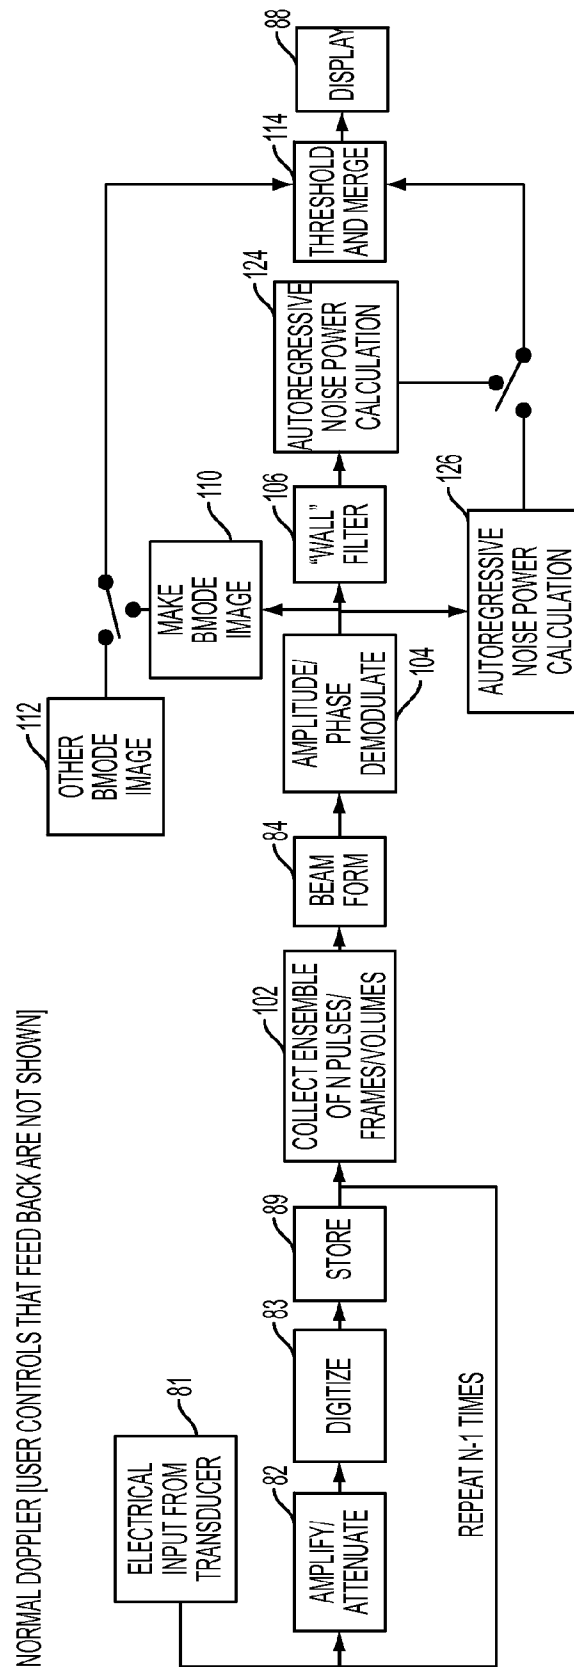 NORMAL DOPPLER [USER CONTROLS THAT FEED BACK ARE NOT SHOWN]
81
ELECTRICAL
INPUT FROM
TRANSDUCER
82
AMPLIFY/
ATTENUATE
83
DIGITIZE
89
STORE
REPEAT N-1 TIMES
102
COLLECT ENSEMBLE
OF N PULSES/
FRAMES/VOLUMES
84
BEAM
FORM
AMPLITUDE/
PHASE
DEMODULATE
104
112
OTHER
BMODE
IMAGE
110
MAKE
BMODE
IMAGE
106
"WALL"
FILTER
124
AUTOREGRESSIVE
NOISE POWER
CALCULATION
126
AUTOREGRESSIVE
NOISE POWER
CALCULATION
114
THRESHOLD
AND MERGE
88
DISPLAY